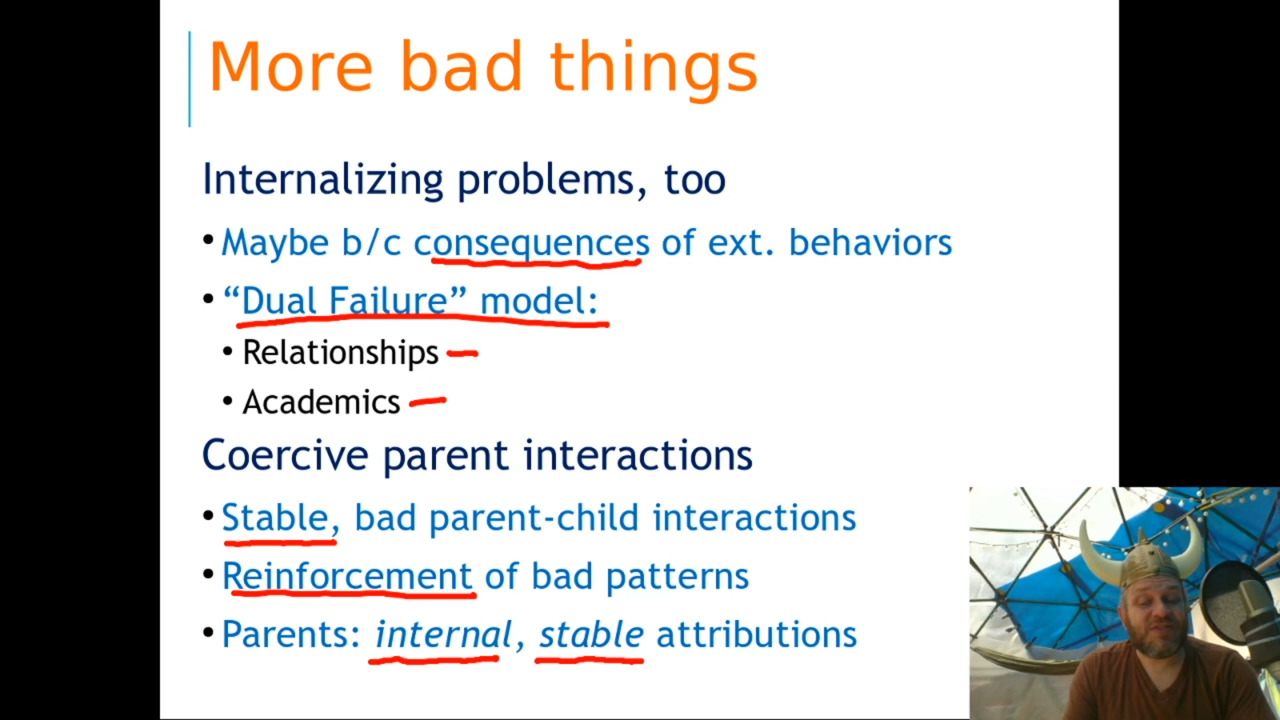 More bad things
Internalizing problems, too
• Maybe b/c consequences of ext. behaviors
• “Dual Failure” model:
• Relationships
• Academics
Coercive parent interactions
• Stable, bad parent-child interactions
• Reinforcement of bad patterns
• Parents: internal, stable attributions